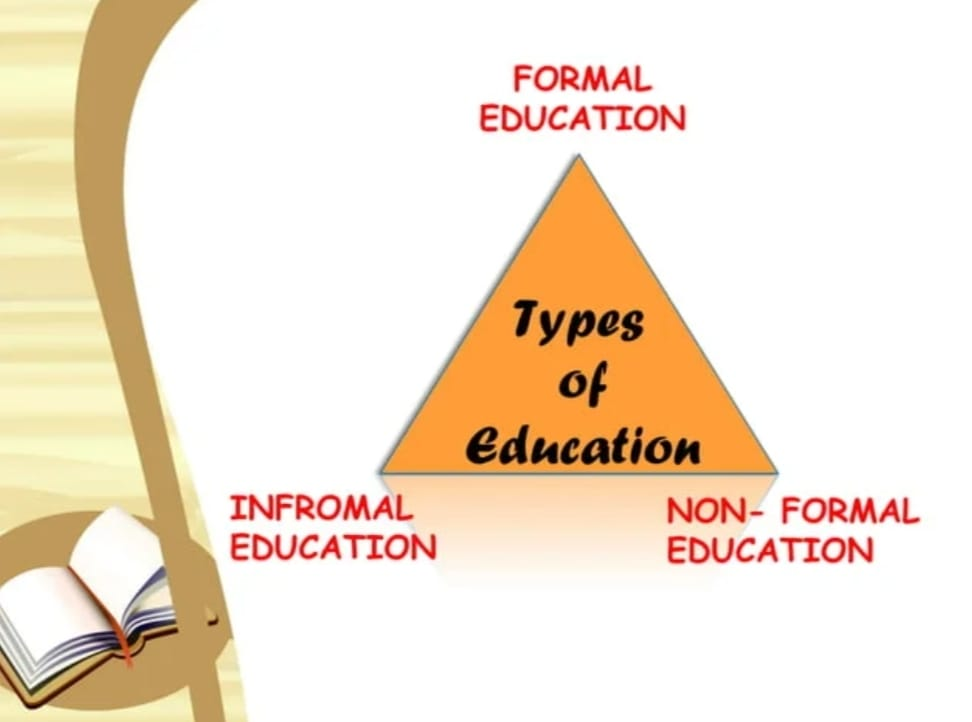 FORMAL
EDUCATION
Types
of
Education
INFROMAL
EDUCATION
NON- FORMAL
EDUCATION